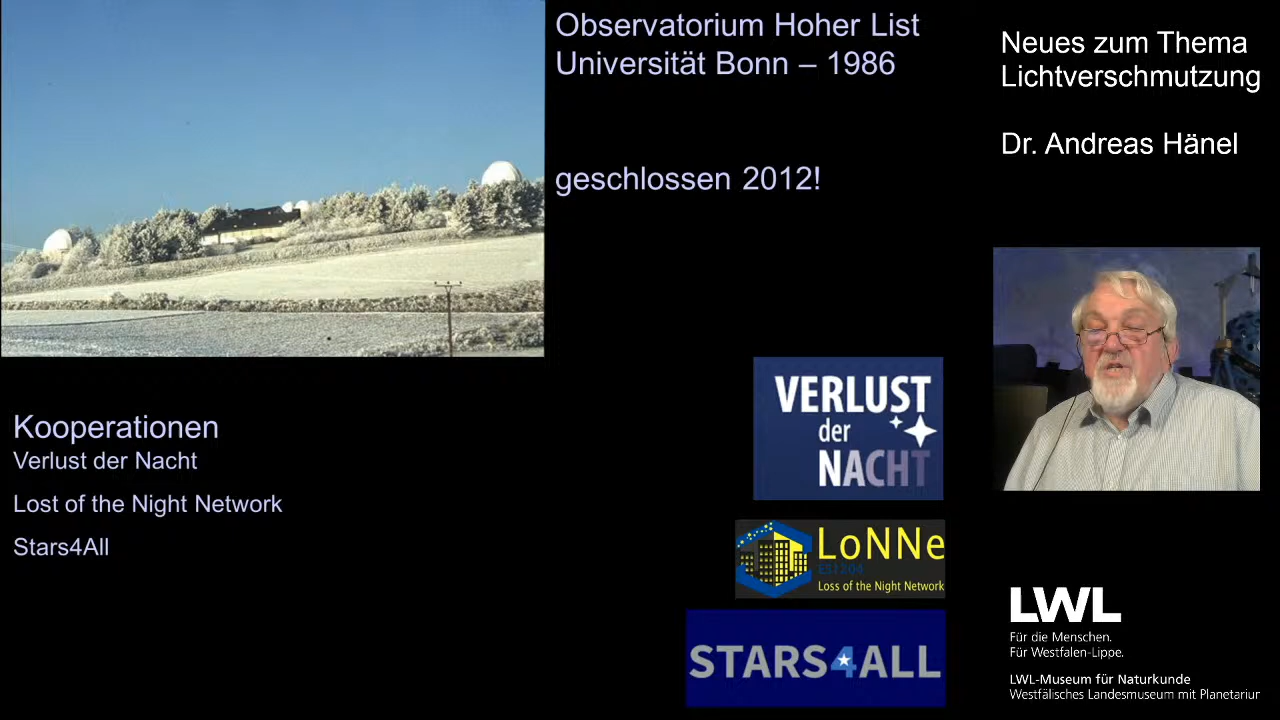 Observatorium Hoher List
Universität Bonn – 1986
geschlossen 2012!
Neues zum Thema
Lichtverschmutzung
Dr. Andreas Hänel
Kooperationen
Verlust der Nacht
Lost of the Night Network
Stars4All
VERLUST
der
NACHT
LoNNe
ES1204
Loss of the Night Network
STARS4ALL
LWL
Für die Menschen.
Für Westfalen-Lippe.
LWL-Museum für Naturkunde
Westfälisches Landesmuseum mit Planetariur